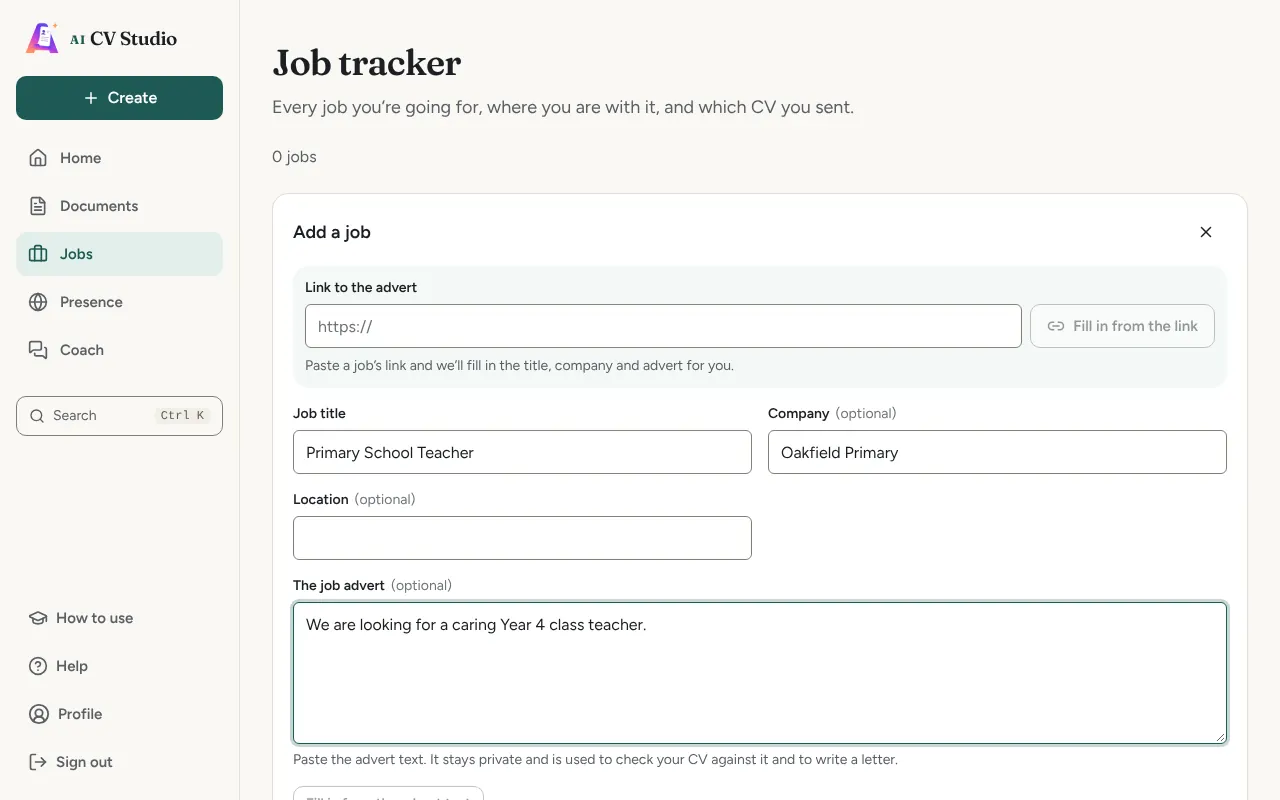 AI CV Studio
Create
Home
Documents
Jobs
Presence
Coach
Search Ctrl K
How to use
Help
Profile
Sign out
Job tracker
Every job you’re going for, where you are with it, and which CV you sent.
0 jobs
Add a job
Link to the advert
https://
Fill in from the link
Paste a job’s link and we’ll fill in the title, company and advert for you.
Job title
Primary School Teacher
Company (optional)
Oakfield Primary
Location (optional)
The job advert (optional)
We are looking for a caring Year 4 class teacher.
Paste the advert text. It stays private and is used to check your CV against it and to write a letter.